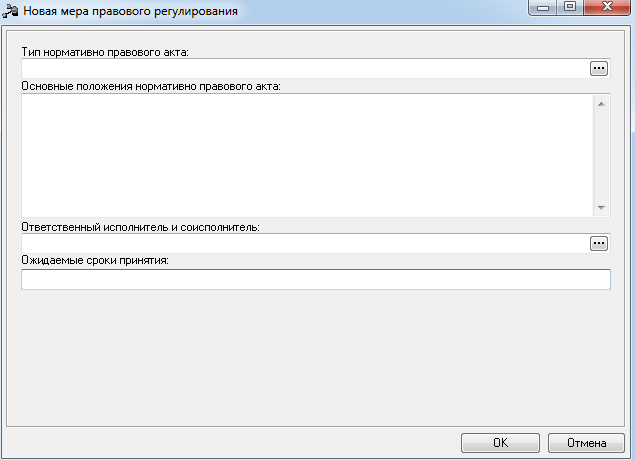 Новая мера правового регулирования
Тип нормативно правового акта:
...
Основные положения нормативно правового акта:
Ответственный исполнитель и соисполнитель:
...
Ожидаемые сроки принятия:
OK Отмена